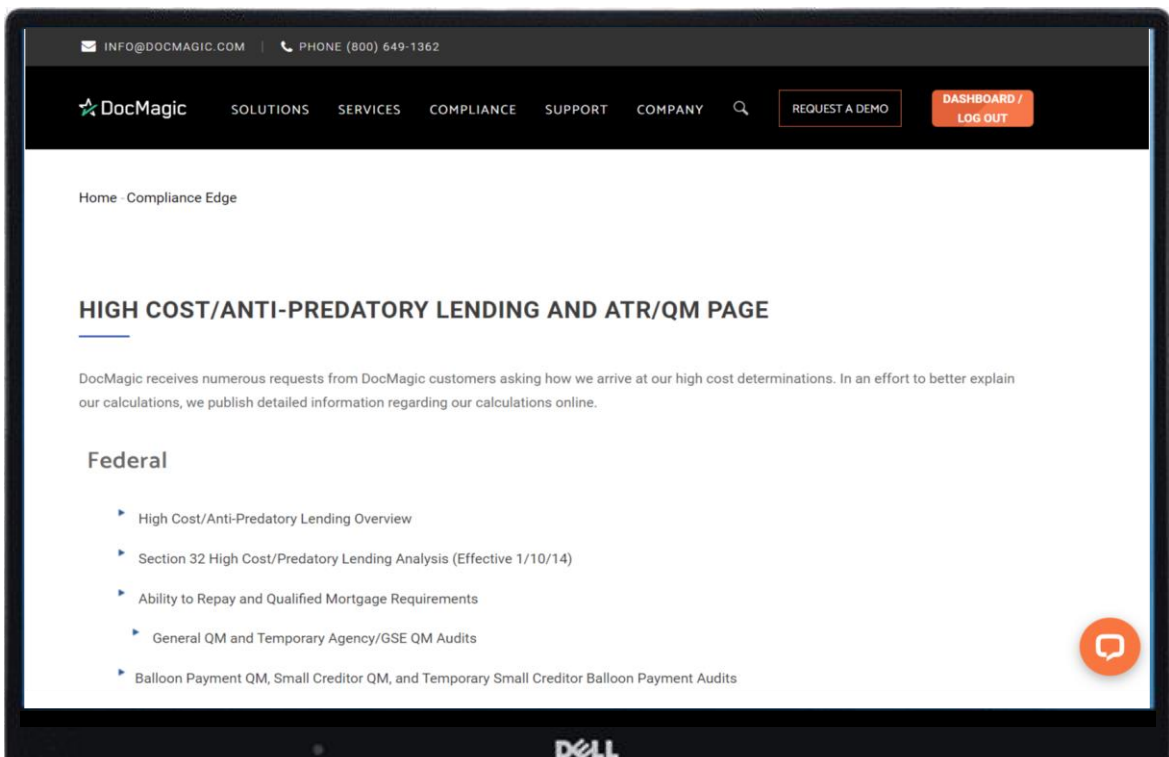 INFO@DOCMAGIC.COM | PHONE (800) 649-1362
DocMagic SOLUTIONS SERVICES COMPLIANCE SUPPORT COMPANY REQUEST A DEMO DASHBOARD /
LOG OUT
Home · Compliance Edge
HIGH COST/ANTI-PREDATORY LENDING AND ATR/QM PAGE
DocMagic receives numerous requests from DocMagic customers asking how we arrive at our high cost determinations. In an effort to better explain
our calculations, we publish detailed information regarding our calculations online.
Federal
High Cost/Anti-Predatory Lending Overview
Section 32 High Cost/Predatory Lending Analysis (Effective 1/10/14)
Ability to Repay and Qualified Mortgage Requirements
General QM and Temporary Agency/GSE QM Audits
Balloon Payment QM, Small Creditor QM, and Temporary Small Creditor Balloon Payment Audits
DELL